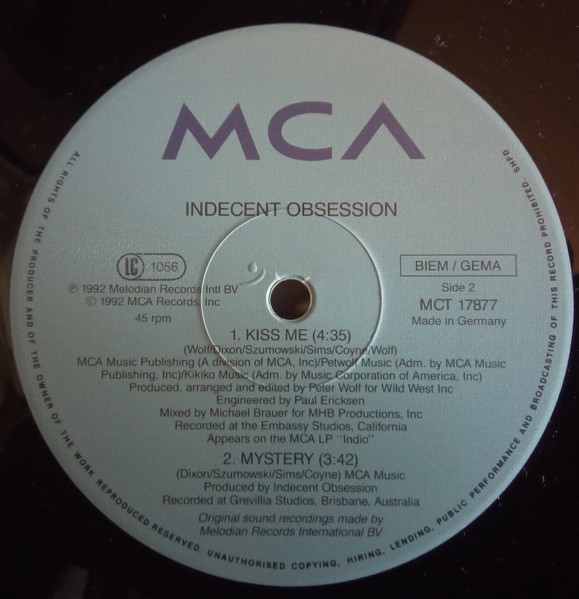 MCA
INDECENT OBSESSION
LC 1056
BIEM / GEMA
℗ 1992 Melodian Records Intl BV
© 1992 MCA Records, Inc
45 rpm
Side 2
MCT 17877
Made in Germany
1. KISS ME (4:35)
(Wolf/Dixon/Szumowski/Sims/Coyne/Wolf)
MCA Music Publishing (A division of MCA, Inc)/Petwolf Music (Adm. by MCA Music
Publishing, Inc)/Kikiko Music (Adm. by Music Corporation of America, Inc)
Produced, arranged and edited by Peter Wolf for Wild West Inc
Engineered by Paul Ericksen
Mixed by Michael Brauer for MHB Productions, Inc
Recorded at the Embassy Studios, California
Appears on the MCA LP "Indio"
2. MYSTERY (3:42)
(Dixon/Szumowski/Sims/Coyne) MCA Music
Produced by Indecent Obsession
Recorded at Grevillia Studios, Brisbane, Australia
Original sound recordings made by
Melodian Records International BV
ALL RIGHTS OF THE PRODUCER AND OF THE OWNER OF THE WORK REPRODUCED RESERVED. UNAUTHORISED COPYING, HIRING, LENDING, PUBLIC PERFORMANCE AND BROADCASTING OF THIS RECORD PROHIBITED. SHFD